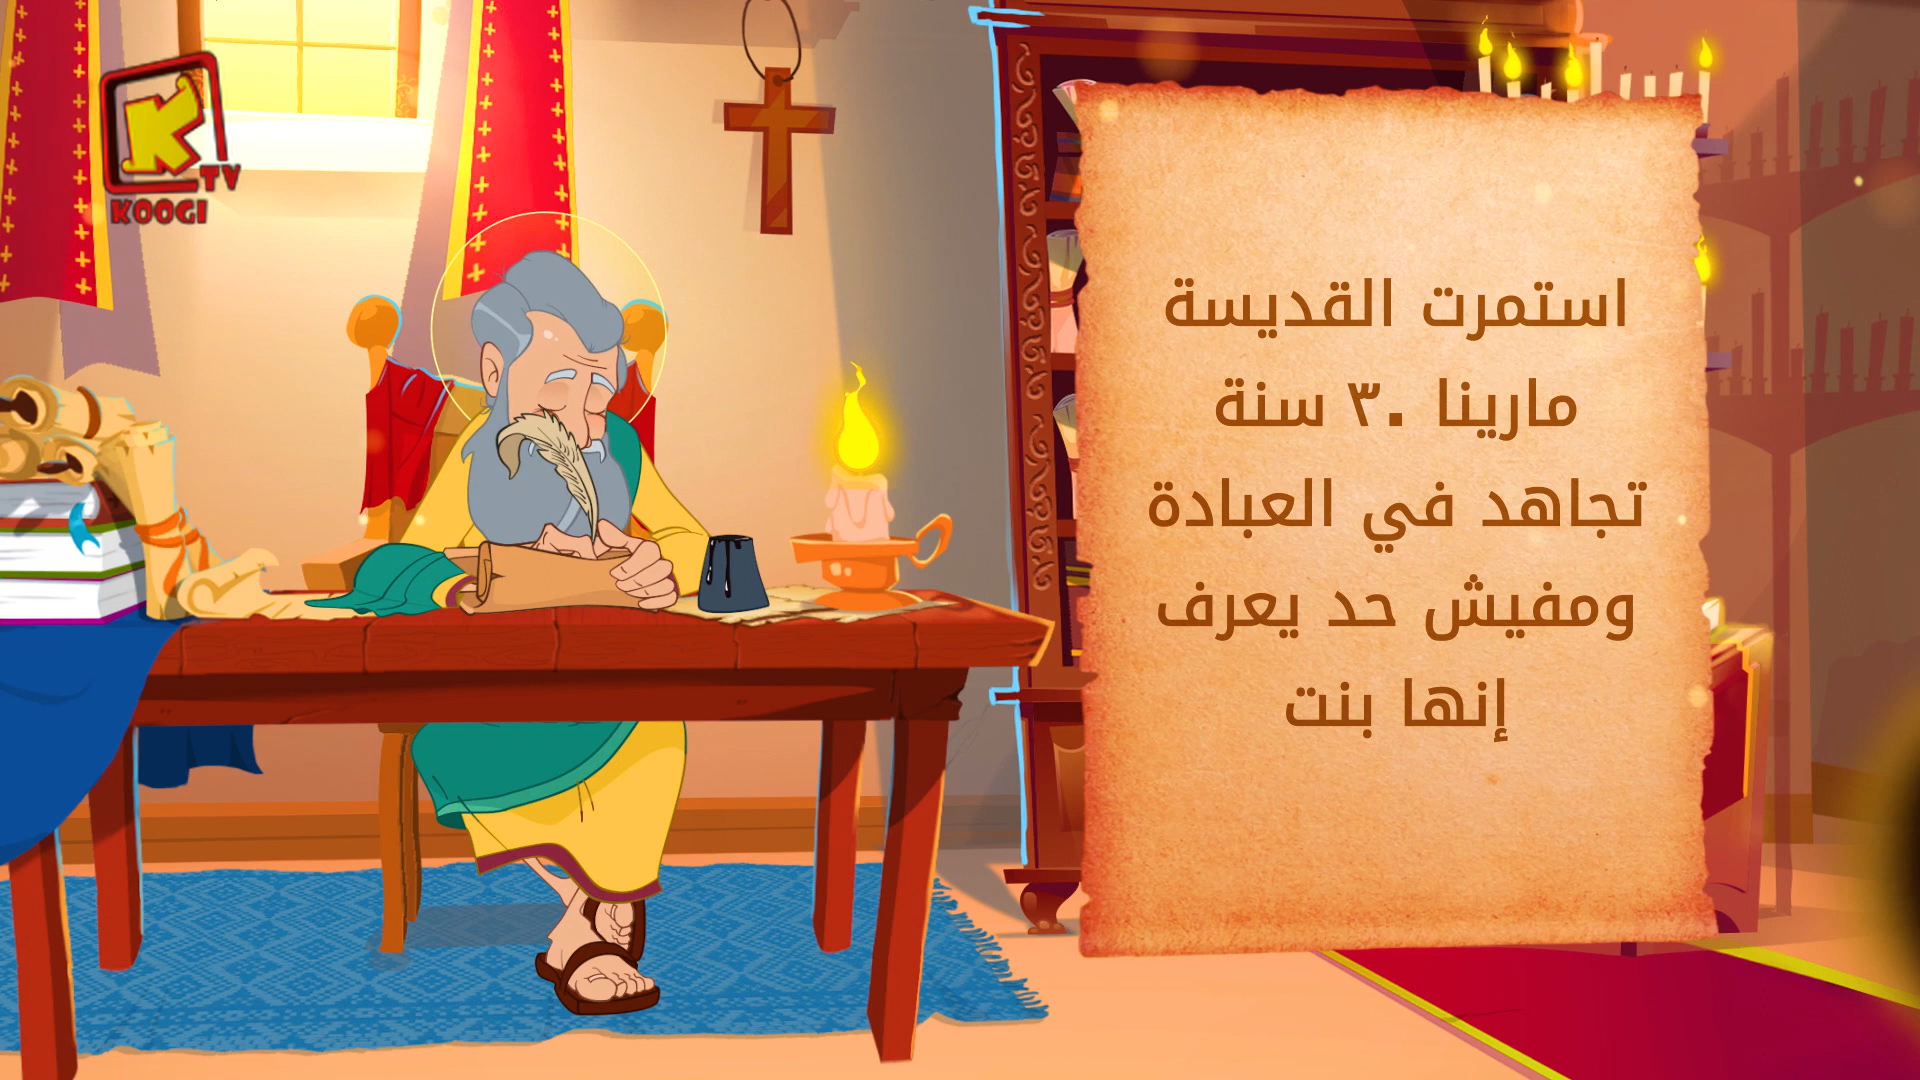 K
TV
KOOGI
استمرت القديسة
مارينا ٣٠ سنة
تجاهد في العبادة
ومفيش حد يعرف
إنها بنت